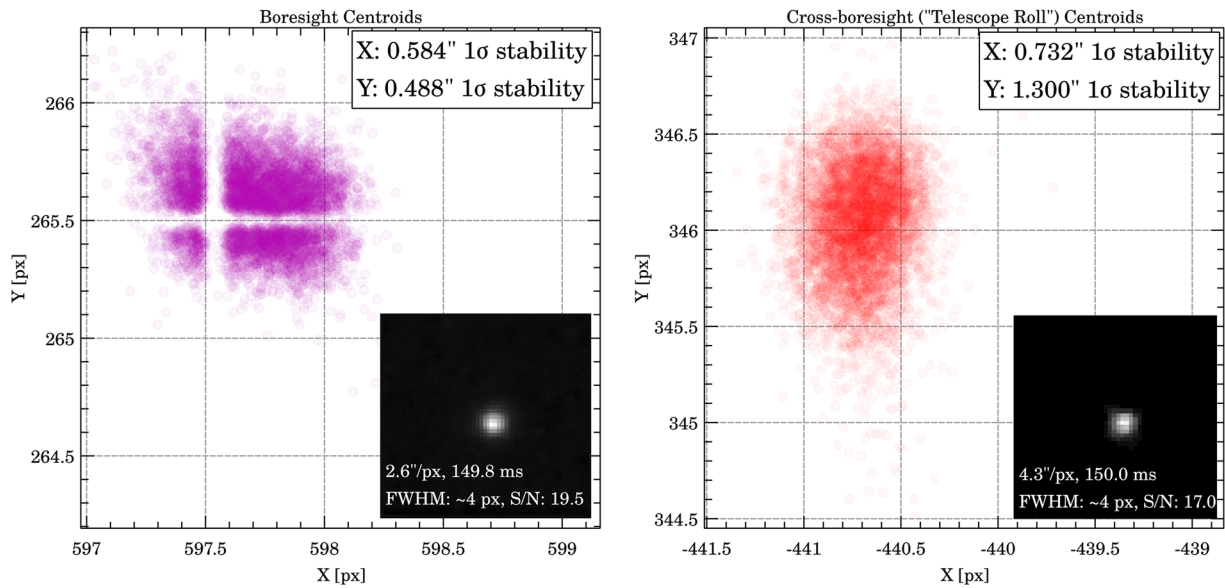 Boresight Centroids
X: 0.584" 1σ stability
Y: 0.488" 1σ stability
266
265.5
265
264.5
Y [px]
2.6"/px, 149.8 ms
FWHM: ~4 px, S/N: 19.5
597
597.5
598
598.5
599
X [px]
Cross-boresight ("Telescope Roll") Centroids
X: 0.732" 1σ stability
Y: 1.300" 1σ stability
347
346.5
346
345.5
345
344.5
Y [px]
4.3"/px, 150.0 ms
FWHM: ~4 px, S/N: 17.0
-441.5
-441
-440.5
-440
-439.5
-439
X [px]